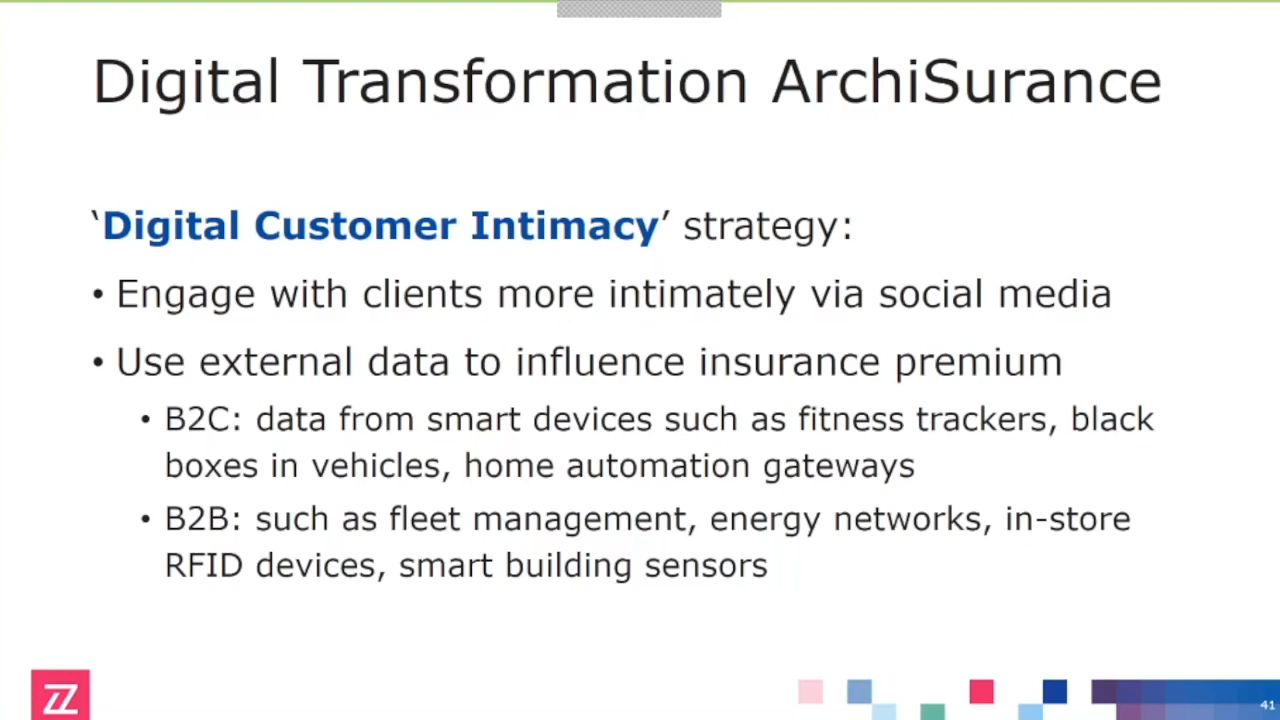 Digital Transformation ArchiSurance
‘Digital Customer Intimacy’ strategy:
• Engage with clients more intimately via social media
• Use external data to influence insurance premium
• B2C: data from smart devices such as fitness trackers, black
boxes in vehicles, home automation gateways
• B2B: such as fleet management, energy networks, in-store
RFID devices, smart building sensors
41